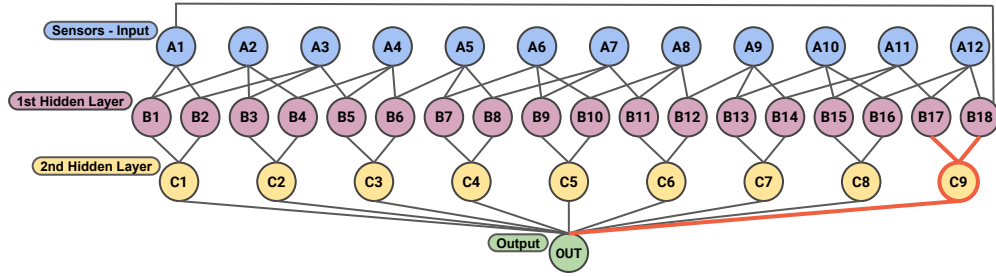 Sensors - Input
A1 A2 A3 A4 A5 A6 A7 A8 A9 A10 A11 A12
1st Hidden Layer
B1 B2 B3 B4 B5 B6 B7 B8 B9 B10 B11 B12 B13 B14 B15 B16 B17 B18
2nd Hidden Layer
C1 C2 C3 C4 C5 C6 C7 C8 C9
Output
OUT